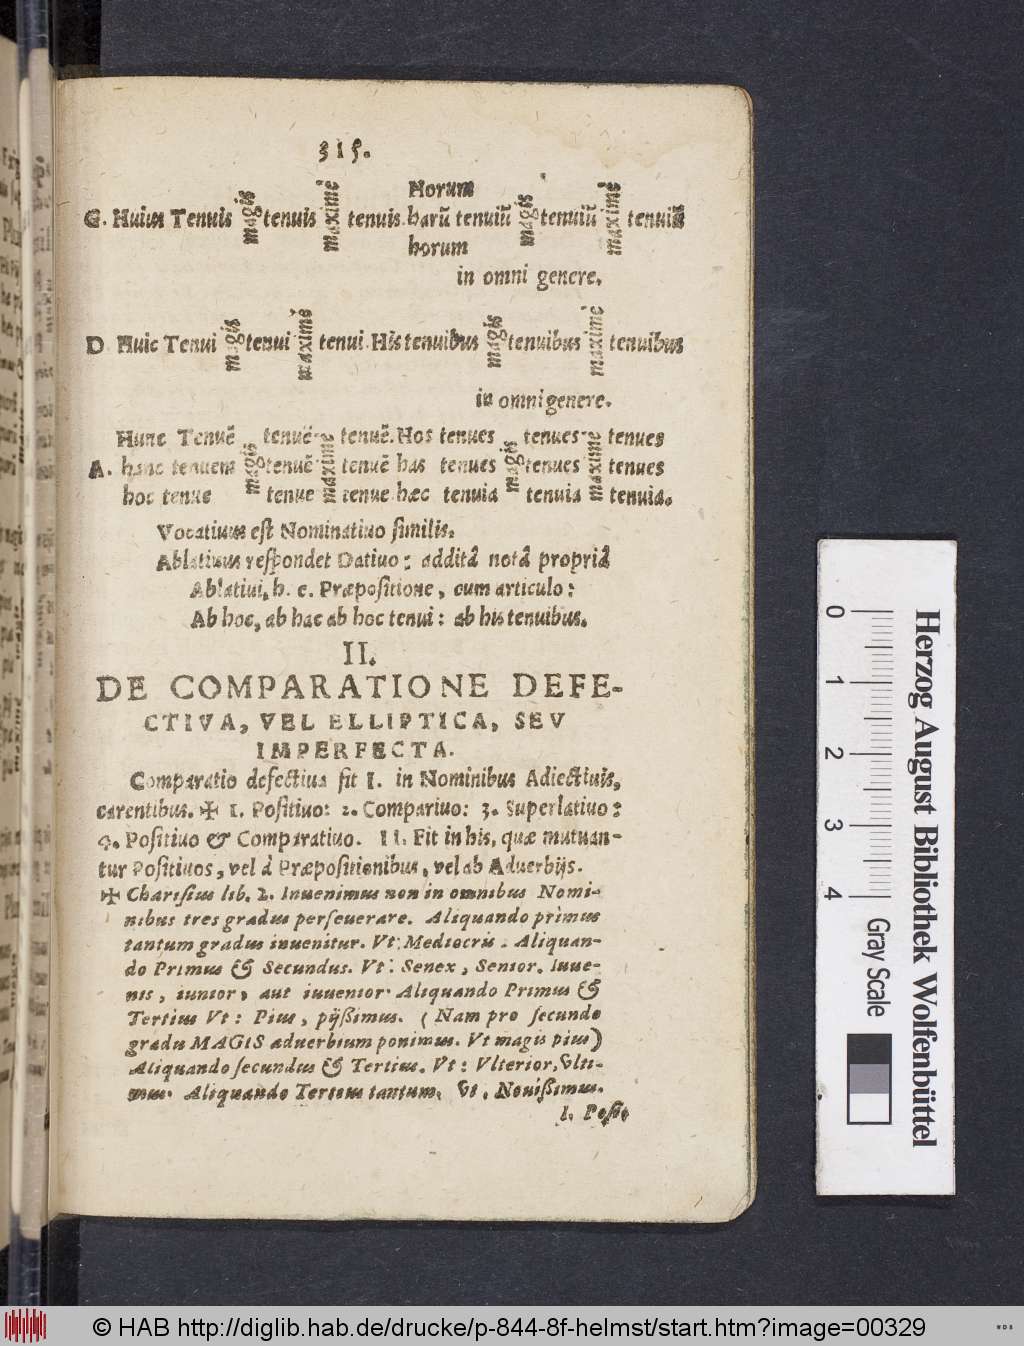 315.
Horum
G. Huius Tenuis magis tenuis maximè tenuis. harū tenuiū magis tenuiū maximè tenuiū
horum
in omni genere.
D Huic Tenui magis tenui maximè tenui. His tenuibus magis tenuibus maximè tenuibus
in omni genere.
Hunc Tenuē tenuē tenuē. Hos tenues tenues tenues
A. hanc tenuem magis tenuē maximè tenuē has tenues magis tenues maximè tenues
hoc tenue tenue tenue hæc tenuia tenuia tenuia.
Vocatiuus est Nominatiuo similis.
Ablatiuus respondet Datiuo: additâ notâ propriâ
Ablatiui, h. e. Præpositione, cum articulo:
Ab hoc, ab hac ab hoc tenui: ab his tenuibus.
II.
DE COMPARATIONE DEFE-
CTIVA, VEL ELLIPTICA, SEV
IMPERFECTA.
Comparatio defectiua fit I. in Nominibus Adiectiuis,
carentibus. ✠ 1. Positiuo: 2. Compariuo: 3. Superlatiuo:
4. Positiuo & Comparatiuo. II. Fit in his, quæ mutuan-
tur Positiuos, vel à Præpositionibus, vel ab Aduerbijs.
✠ Charisius lib. 2. Inuenimus non in omnibus Nomi-
nibus tres gradus perseuerare. Aliquando primus
tantum gradus inuenitur. Vt: Mediocris. Aliquan-
do Primus & Secundus. Vt: Senex, Senior. Iuue-
nis, iunior, aut iuuenior. Aliquando Primus &
Tertius Vt: Pius, pijßimus. (Nam pro secundo
gradu MAGIS aduerbium ponimus. Vt magis pius)
Aliquando secundus & Tertius. Vt: Vlterior, Vlti-
mus. Aliquando Tertius tantum, Vt, Nouißimus.
I. Posi-
0 1 2 3 4
Herzog August Bibliothek Wolfenbüttel
Gray Scale
© HAB http://diglib.hab.de/drucke/p-844-8f-helmst/start.htm?image=00329